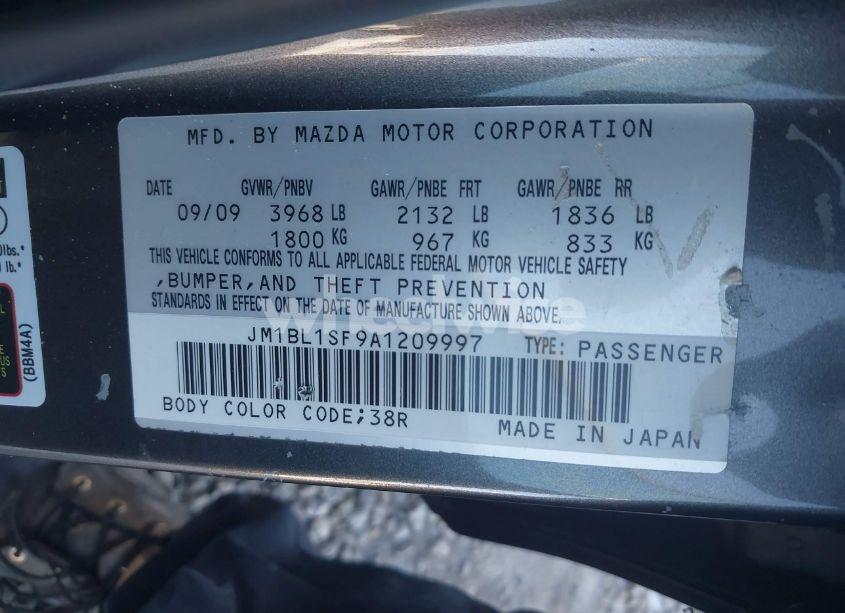 MFD. BY MAZDA MOTOR CORPORATION
DATE GVWR/PNBV GAWR/PNBE FRT GAWR/PNBE RR
09/09 3968 LB 2132 LB 1836 LB
1800 KG 967 KG 833 KG
THIS VEHICLE CONFORMS TO ALL APPLICABLE FEDERAL MOTOR VEHICLE SAFETY
,BUMPER,AND THEFT PREVENTION
STANDARDS IN EFFECT ON THE DATE OF MANUFACTURE SHOWN ABOVE.
JM1BL1SF9A1209997 TYPE: PASSENGER
BODY COLOR CODE;38R
MADE IN JAPAN
(BBM4A)